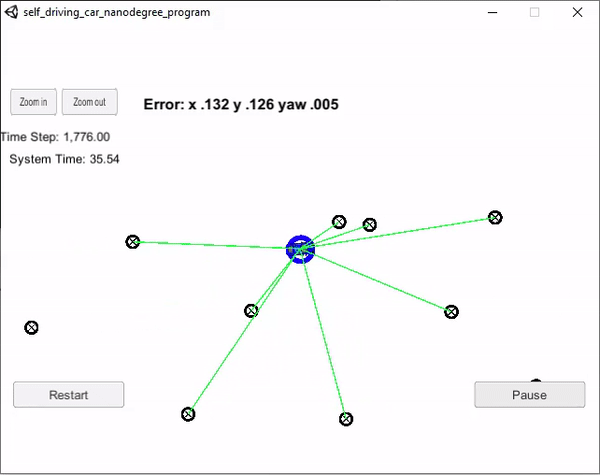 self_driving_car_nanodegree_program
Zoom in Zoom out Error: x .132 y .126 yaw .005
Time Step: 1,776.00
System Time: 35.54
Restart Pause